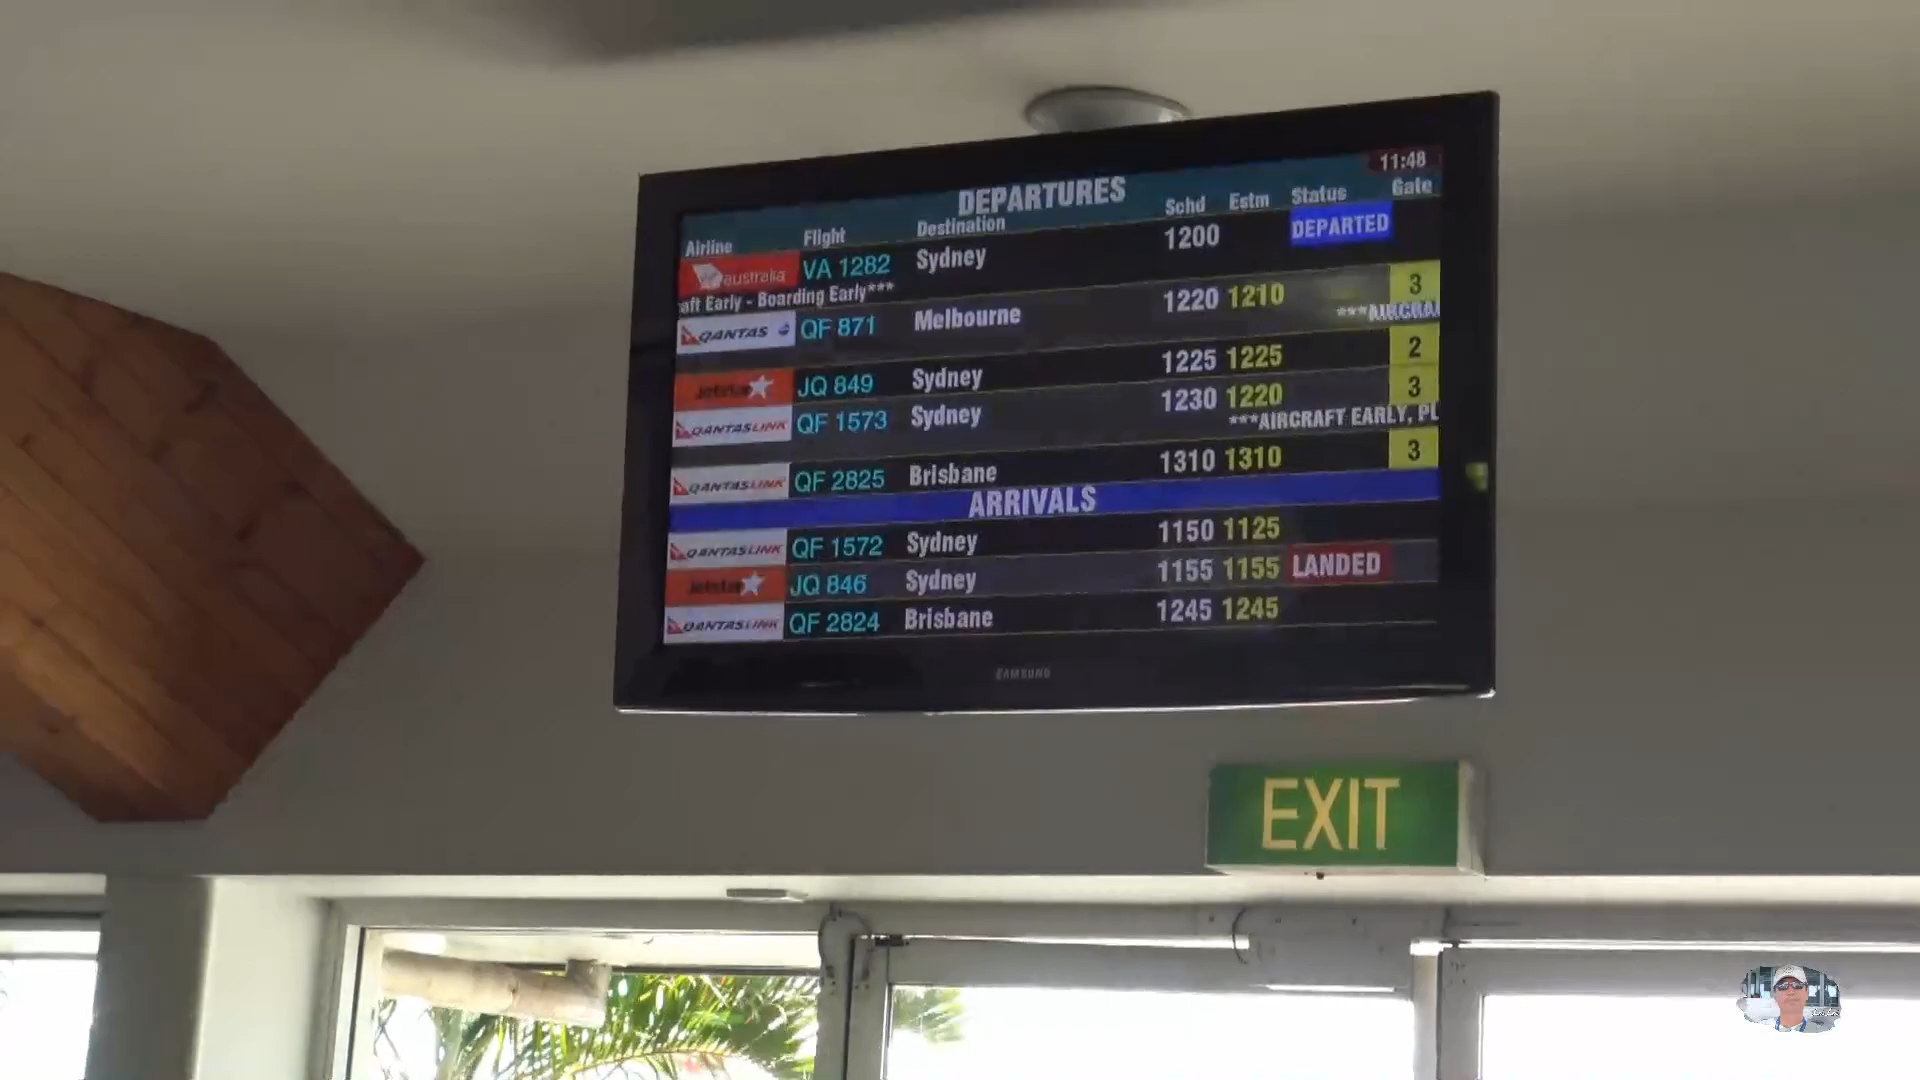 11:48
DEPARTURES
Airline Flight Destination Schd Estm Status Gate
australia VA 1282 Sydney 1200 DEPARTED
aft Early - Boarding Early***
QANTAS QF 871 Melbourne 1220 1210 3
***AIRCRA
Jetstar JQ 849 Sydney 1225 1225 2
QANTASLINK QF 1573 Sydney 1230 1220 3
***AIRCRAFT EARLY, PL
QANTASLINK QF 2825 Brisbane 1310 1310 3
ARRIVALS
QANTASLINK QF 1572 Sydney 1150 1125
Jetstar JQ 846 Sydney 1155 1155 LANDED
QANTASLINK QF 2824 Brisbane 1245 1245
SAMSUNG
EXIT